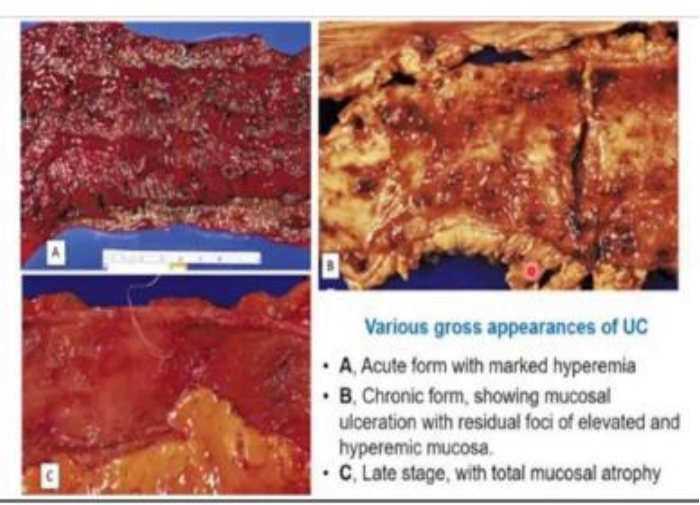 A
B
C
Various gross appearances of UC
• A, Acute form with marked hyperemia
• B, Chronic form, showing mucosal
ulceration with residual foci of elevated and
hyperemic mucosa.
• C, Late stage, with total mucosal atrophy